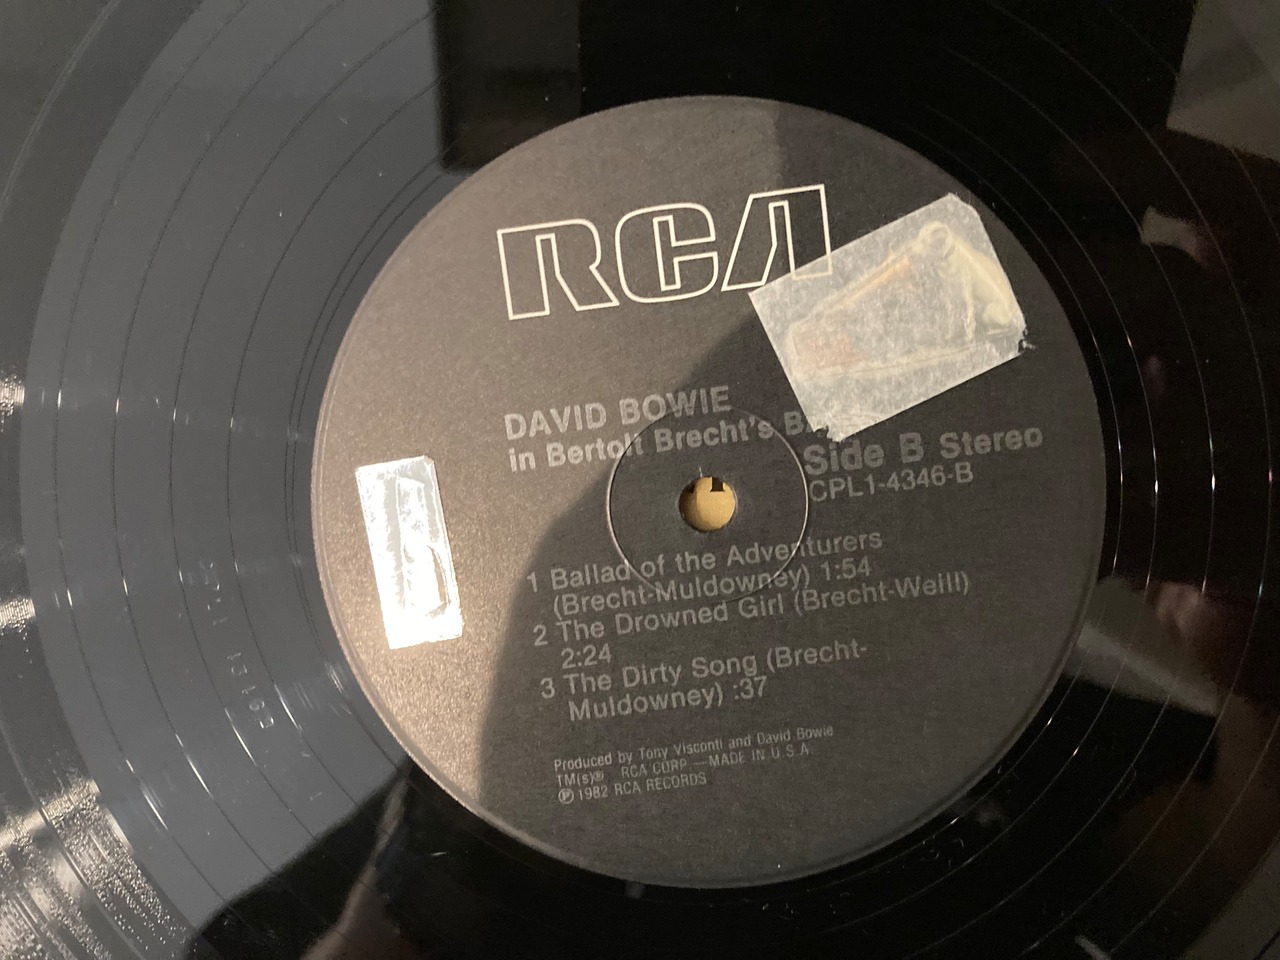 RCA
DAVID BOWIE
in Bertolt Brecht's
Side B Stereo
CPL1-4346-B
1 Ballad of the Adventurers
(Brecht-Muldowney) 1:54
2 The Drowned Girl (Brecht-Weill)
2:24
3 The Dirty Song (Brecht-
Muldowney) :37
Produced by Tony Visconti and David Bowie
TM(s)® RCA CORP.—MADE IN U.S.A.
℗ 1982 RCA RECORDS